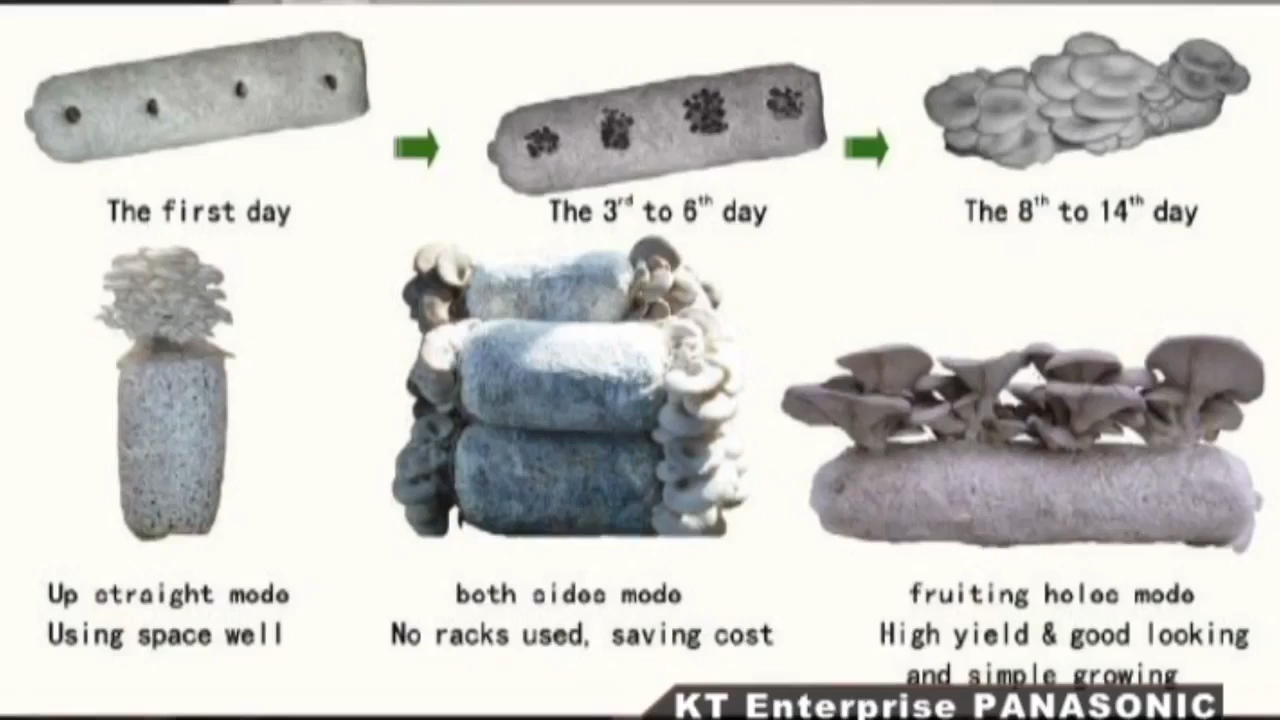 The first day
The 3rd to 6th day
The 8th to 14th day
Up straight mode
Using space well
both sides mode
No racks used, saving cost
fruiting holes mode
High yield & good looking
and simple growing
KT Enterprise PANASONIC